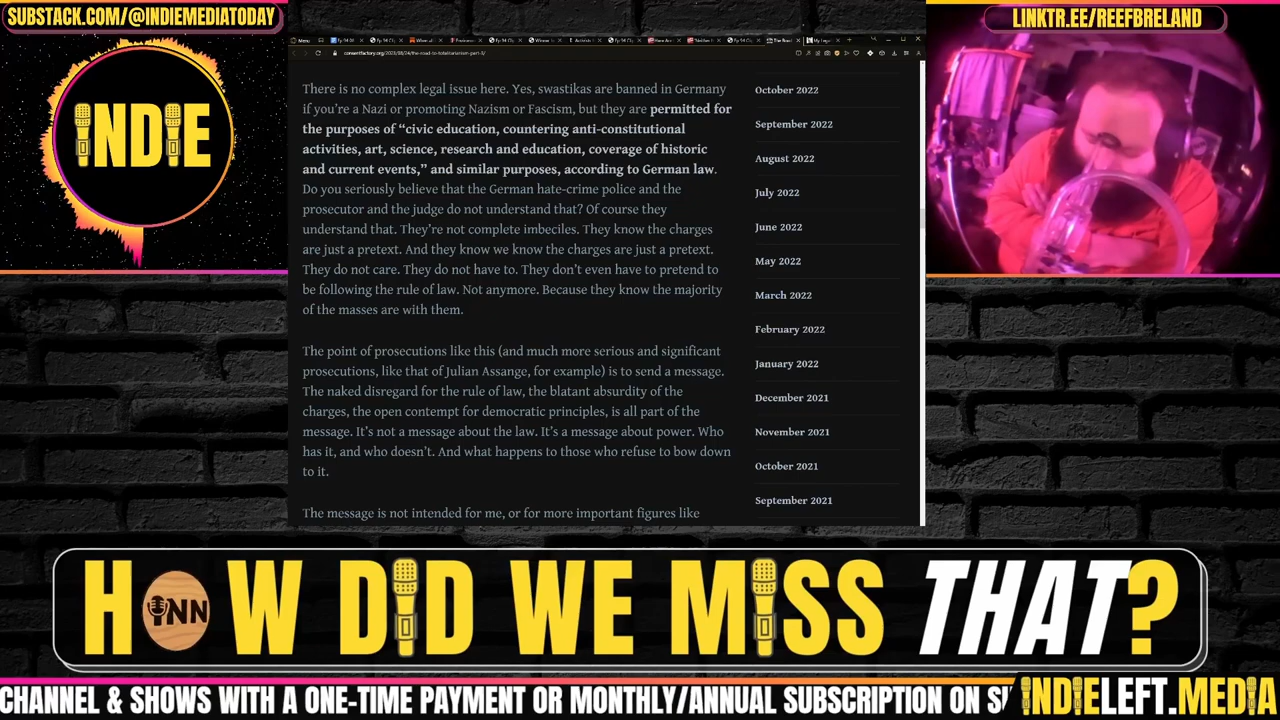 SUBSTACK.COM/@INDIEMEDIATODAY
LINKTR.EE/REEFBRELAND
INDIE
consentfactory.org/2023/08/24/the-road-to-totalitarianism-part-3/
There is no complex legal issue here. Yes, swastikas are banned in Germany
if you're a Nazi or promoting Nazism or Fascism, but they are permitted for
the purposes of “civic education, countering anti-constitutional
activities, art, science, research and education, coverage of historic
and current events,” and similar purposes, according to German law.
Do you seriously believe that the German hate-crime police and the
prosecutor and the judge do not understand that? Of course they
understand that. They're not complete imbeciles. They know the charges
are just a pretext. And they know we know the charges are just a pretext.
They do not care. They do not have to. They don't even have to pretend to
be following the rule of law. Not anymore. Because they know the majority
of the masses are with them.
The point of prosecutions like this (and much more serious and significant
prosecutions, like that of Julian Assange, for example) is to send a message.
The naked disregard for the rule of law, the blatant absurdity of the
charges, the open contempt for democratic principles, is all part of the
message. It's not a message about the law. It's a message about power. Who
has it, and who doesn't. And what happens to those who refuse to bow down
to it.
The message is not intended for me, or for more important figures like
October 2022
September 2022
August 2022
July 2022
June 2022
May 2022
March 2022
February 2022
January 2022
December 2021
November 2021
October 2021
September 2021
HOW DID WE MISS THAT?
INN
CHANNEL & SHOWS WITH A ONE-TIME PAYMENT OR MONTHLY/ANNUAL SUBSCRIPTION ON
INDIELEFT.MEDIA